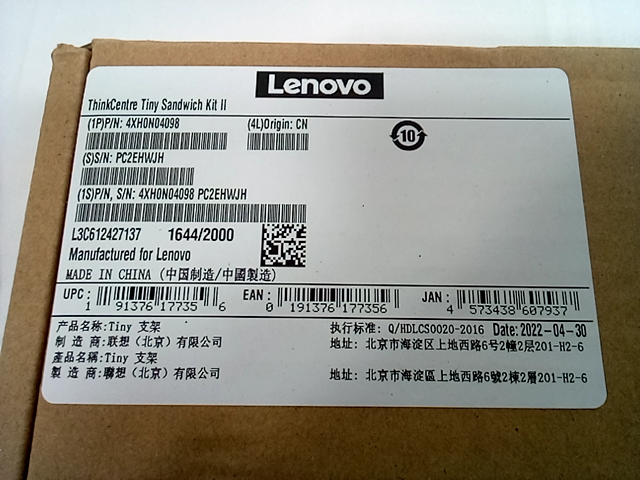 Lenovo
ThinkCentre Tiny Sandwich Kit II
(1P)P/N: 4XH0N04098 (4L)Origin: CN
10
(S)S/N: PC2EHWJH
(1S)P/N, S/N: 4XH0N04098 PC2EHWJH
L3C612427137 1644/2000
Manufactured for Lenovo
MADE IN CHINA (中国制造/中國製造)
UPC: 1 91376 17735 6 EAN: 0 191376 177356 JAN: 4 573438 607937
产品名称:Tiny 支架 执行标准: Q/HDLCS0020-2016 Date: 2022-04-30
制 造 商:联想(北京)有限公司 地址: 北京市海淀区上地西路6号2幢2层201-H2-6
產品名稱:Tiny 支架
製 造 商:聯想(北京)有限公司 地址: 北京市海淀區上地西路6號2棟2層201-H2-6